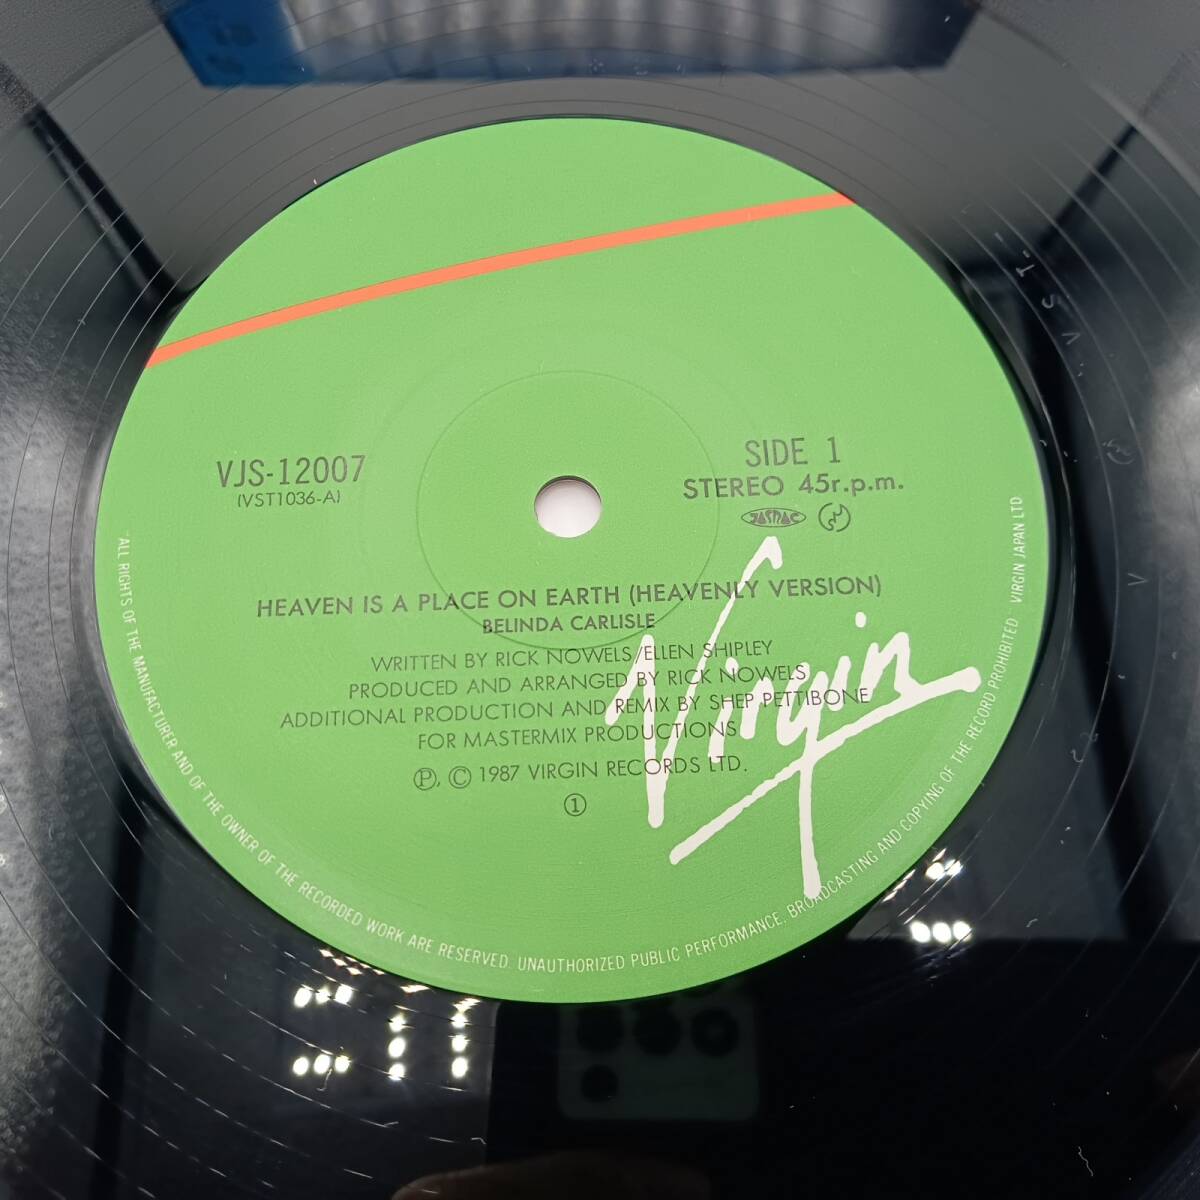 VJS-12007
(VST1036-A)
SIDE 1
STEREO 45r.p.m.
JASRAC
HEAVEN IS A PLACE ON EARTH (HEAVENLY VERSION)
BELINDA CARLISLE
WRITTEN BY RICK NOWELS/ELLEN SHIPLEY
PRODUCED AND ARRANGED BY RICK NOWELS
ADDITIONAL PRODUCTION AND REMIX BY SHEP PETTIBONE
FOR MASTERMIX PRODUCTIONS
Ⓟ, © 1987 VIRGIN RECORDS LTD.
①
Virgin
ALL RIGHTS OF THE MANUFACTURER AND OF THE OWNER OF THE RECORDED WORK ARE RESERVED. UNAUTHORIZED PUBLIC PERFORMANCE. BROADCASTING AND COPYING OF THE RECORD PROHIBITED VIRGIN JAPAN LTD